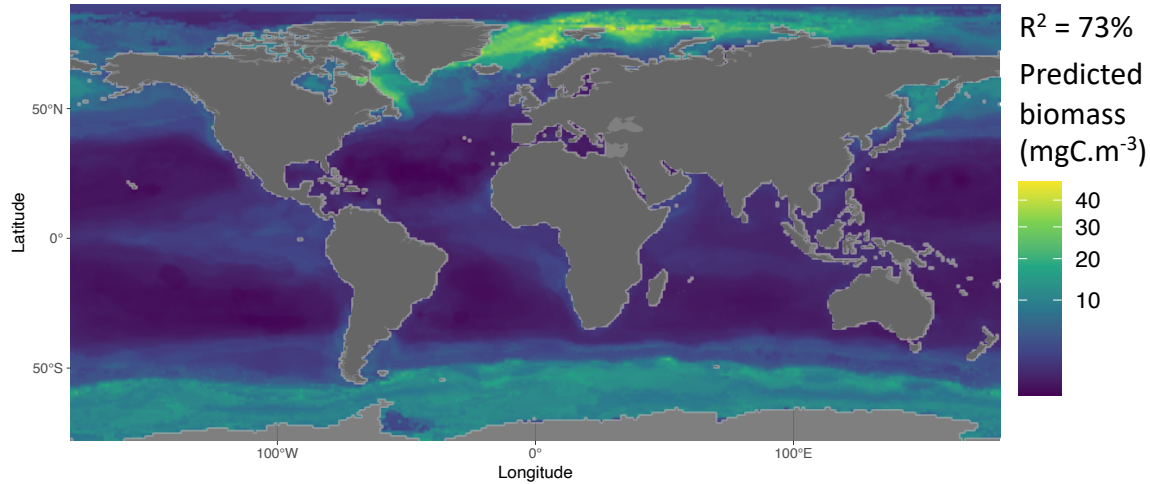 R² = 73%
Predicted
biomass
(mgC.m⁻³)
40
30
20
10
50°N
0°
50°S
Latitude
100°W
0°
100°E
Longitude